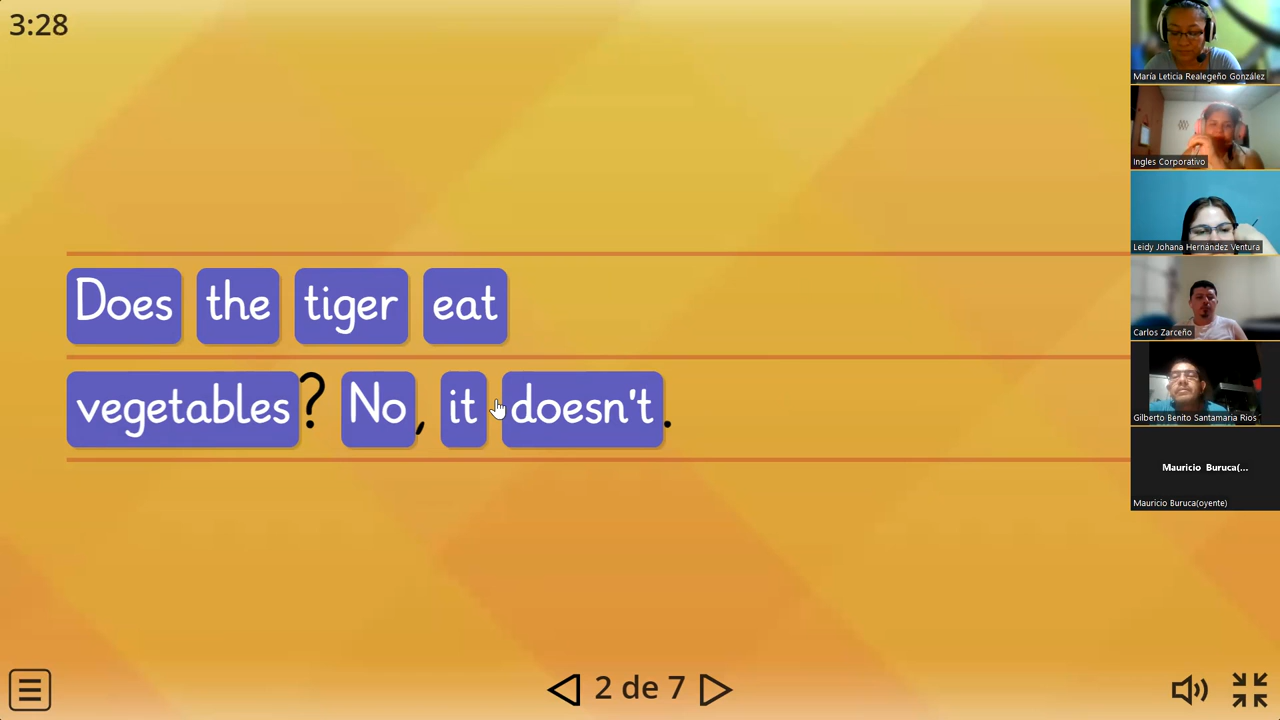 3:28
Does the tiger eat
vegetables? No, it doesn't.
2 de 7
María Leticia Realegeño González
Ingles Corporativo
Leidy Johana Hernández Ventura
Carlos Zarceño
Gilberto Benito Santamaria Rios
Mauricio Buruca(...
Mauricio Buruca(oyente)